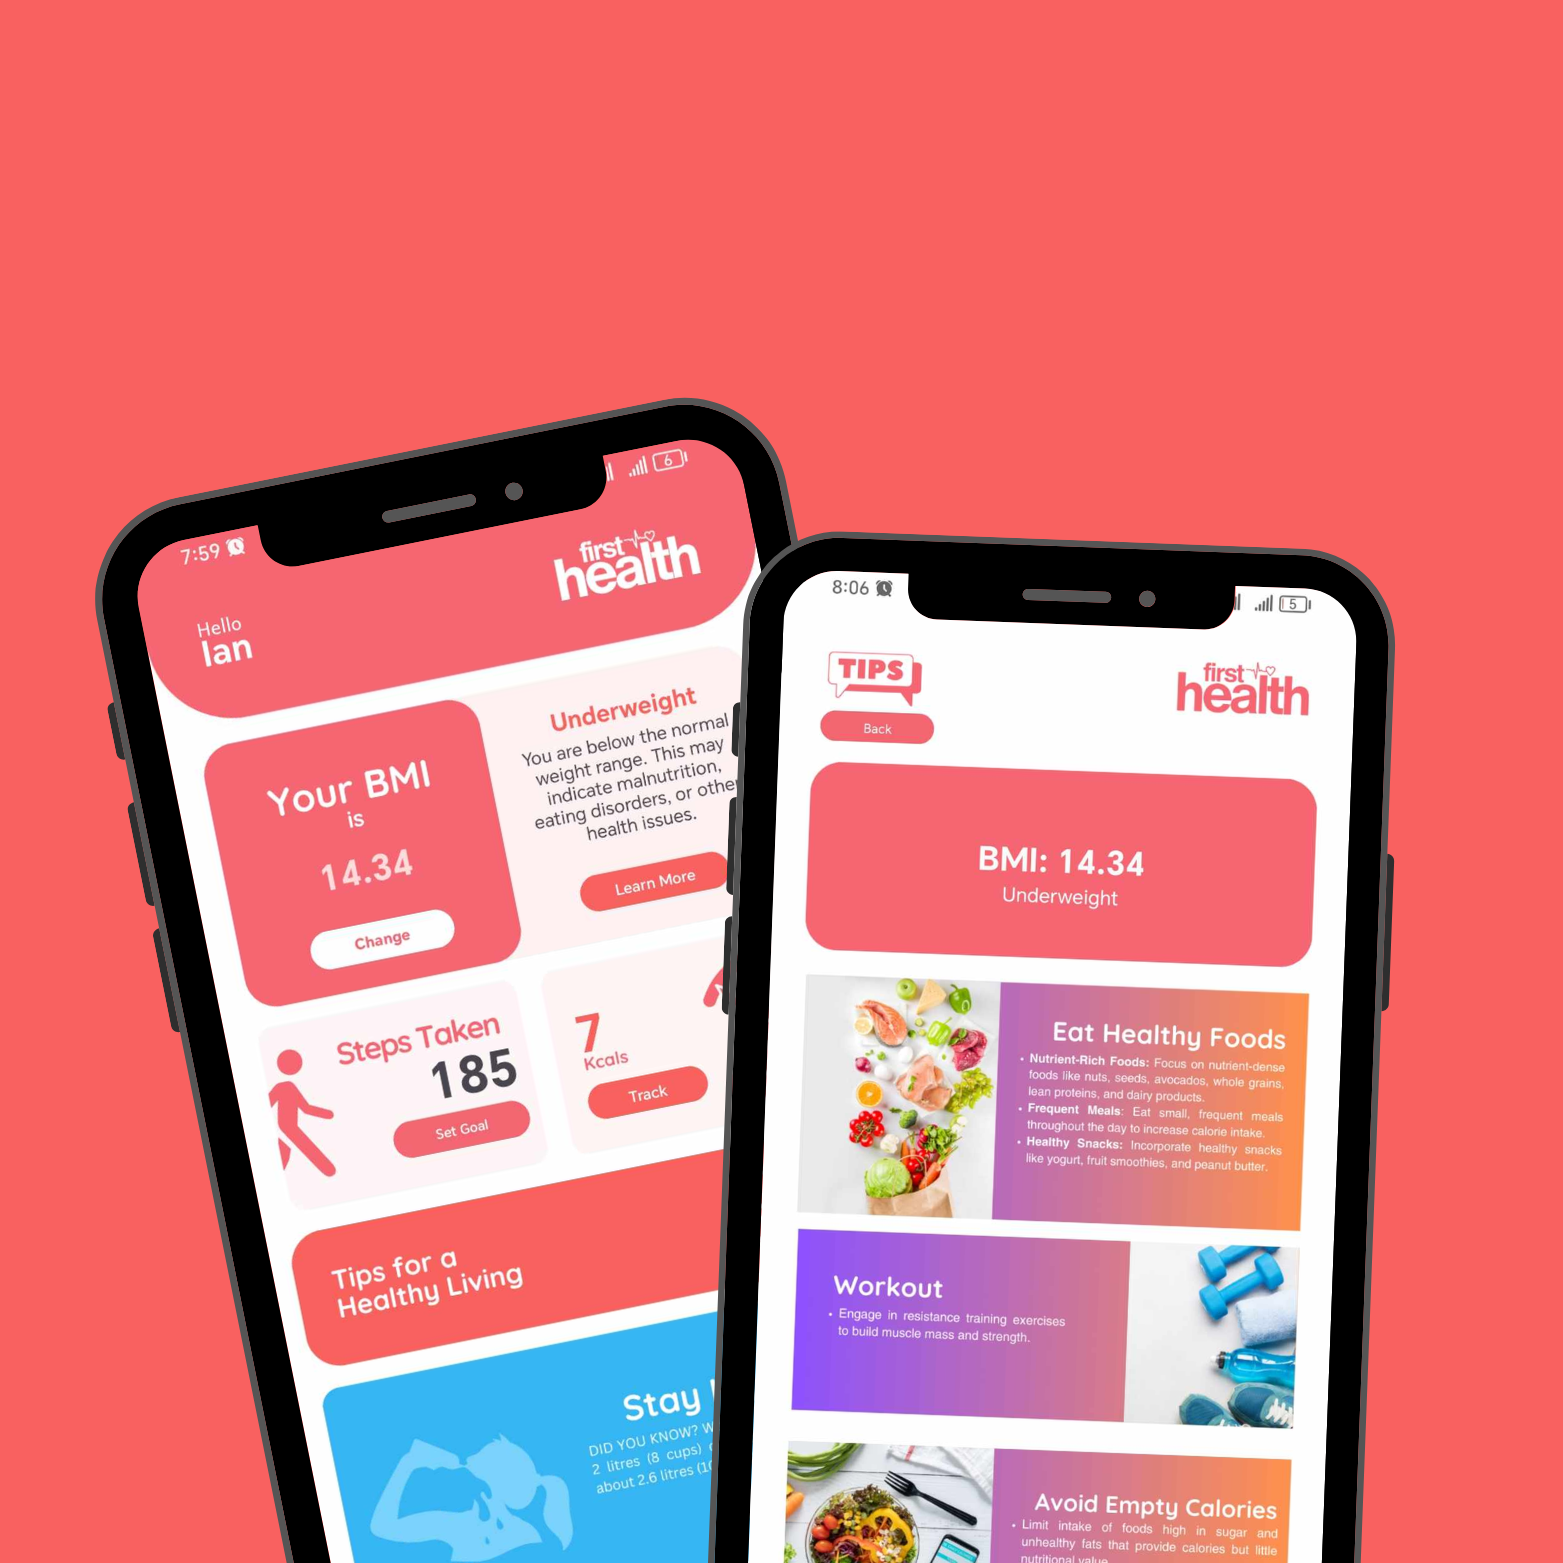 7:59
6
first
health
Hello
Ian
Your BMI
is
14.34
Change
Underweight
You are below the normal
weight range. This may
indicate malnutrition,
eating disorders, or other
health issues.
Learn More
Steps Taken
185
Set Goal
7
Kcals
Track
Tips for a
Healthy Living
Stay
DID YOU KNOW?
2 litres (8 cups)
about 2.6 litres
8:06
5
TIPS
first
health
Back
BMI: 14.34
Underweight
Eat Healthy Foods
• Nutrient-Rich Foods: Focus on nutrient-dense
foods like nuts, seeds, avocados, whole grains,
lean proteins, and dairy products.
• Frequent Meals: Eat small, frequent meals
throughout the day to increase calorie intake.
• Healthy Snacks: Incorporate healthy snacks
like yogurt, fruit smoothies, and peanut butter.
Workout
• Engage in resistance training exercises
to build muscle mass and strength.
Avoid Empty Calories
• Limit intake of foods high in sugar and
unhealthy fats that provide calories but little
nutritional value.